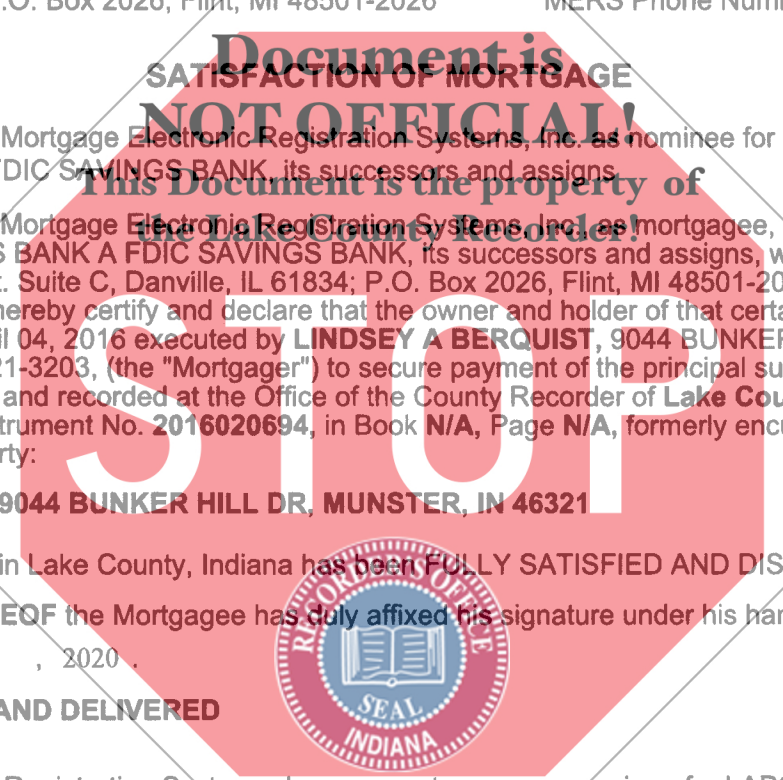 P.O. Box 2026, Flint, MI 48501-2026 MERS Phone Num
Document is
SATISFACTION OF MORTGAGE
NOT OFFICIAL!
Mortgage Electronic Registration Systems, Inc. as nominee for
FDIC SAVINGS BANK, its successors and assigns
This Document is the property of
the Lake County Recorder!
Mortgage Electronic Registration Systems, Inc., as mortgagee,
S BANK A FDIC SAVINGS BANK, its successors and assigns, w
. Suite C, Danville, IL 61834; P.O. Box 2026, Flint, MI 48501-20
hereby certify and declare that the owner and holder of that certa
il 04, 2016 executed by LINDSEY A BERQUIST, 9044 BUNKER
21-3203, (the "Mortgager") to secure payment of the principal su
and recorded at the Office of the County Recorder of Lake Cou
trument No. 2016020694, in Book N/A, Page N/A, formerly encu
rty:
STOP
9044 BUNKER HILL DR, MUNSTER, IN 46321
in Lake County, Indiana has been FULLY SATISFIED AND DIS
EOF the Mortgagee has duly affixed his signature under his han
, 2020 .
RECORDER'S OFFICE
SEAL
INDIANA
AND DELIVERED